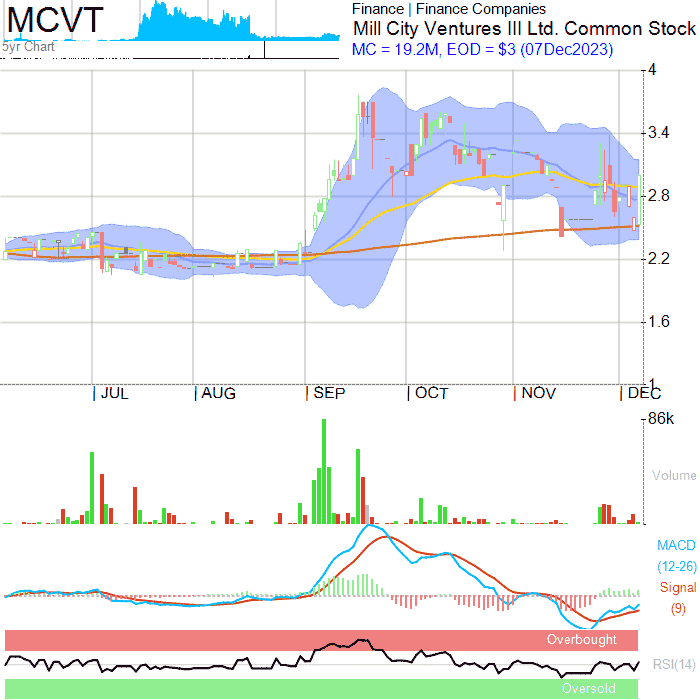 MCVT
Finance | Finance Companies
Mill City Ventures III Ltd. Common Stock
MC = 19.2M, EOD = $3 (07Dec2023)
5yr Chart
4
3.4
2.8
2.2
1.6
1
JUL AUG SEP OCT NOV DEC
86k
Volume
MACD
(12-26)
Signal
(9)
Overbought
RSI(14)
Oversold